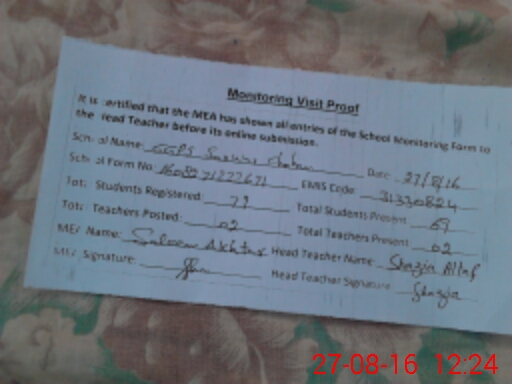 Monitoring Visit Proof
It is certified that the MEA has shown all entries of the School Monitoring Form to
the Head Teacher before its online submission.
School Name: GGPS Date: 27/8/16
School Form No: EMIS Code: 31330824
Total Students Registered: 79 Total Students Present 69
Total Teachers Posted: 02 Total Teachers Present 02
MEA Name: Saleem Akhtar Head Teacher Name Shazia Altaf
MEA Signature: Head Teacher Signature Shazia
27-08-16 12:24